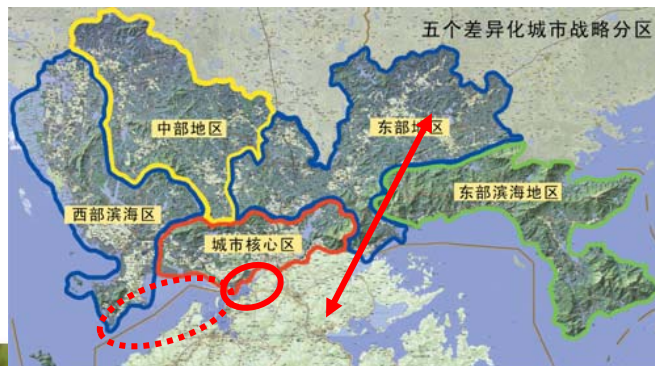 五个差异化城市战略分区
中部地区
东部地区
东部滨海地区
西部滨海区
城市核心区